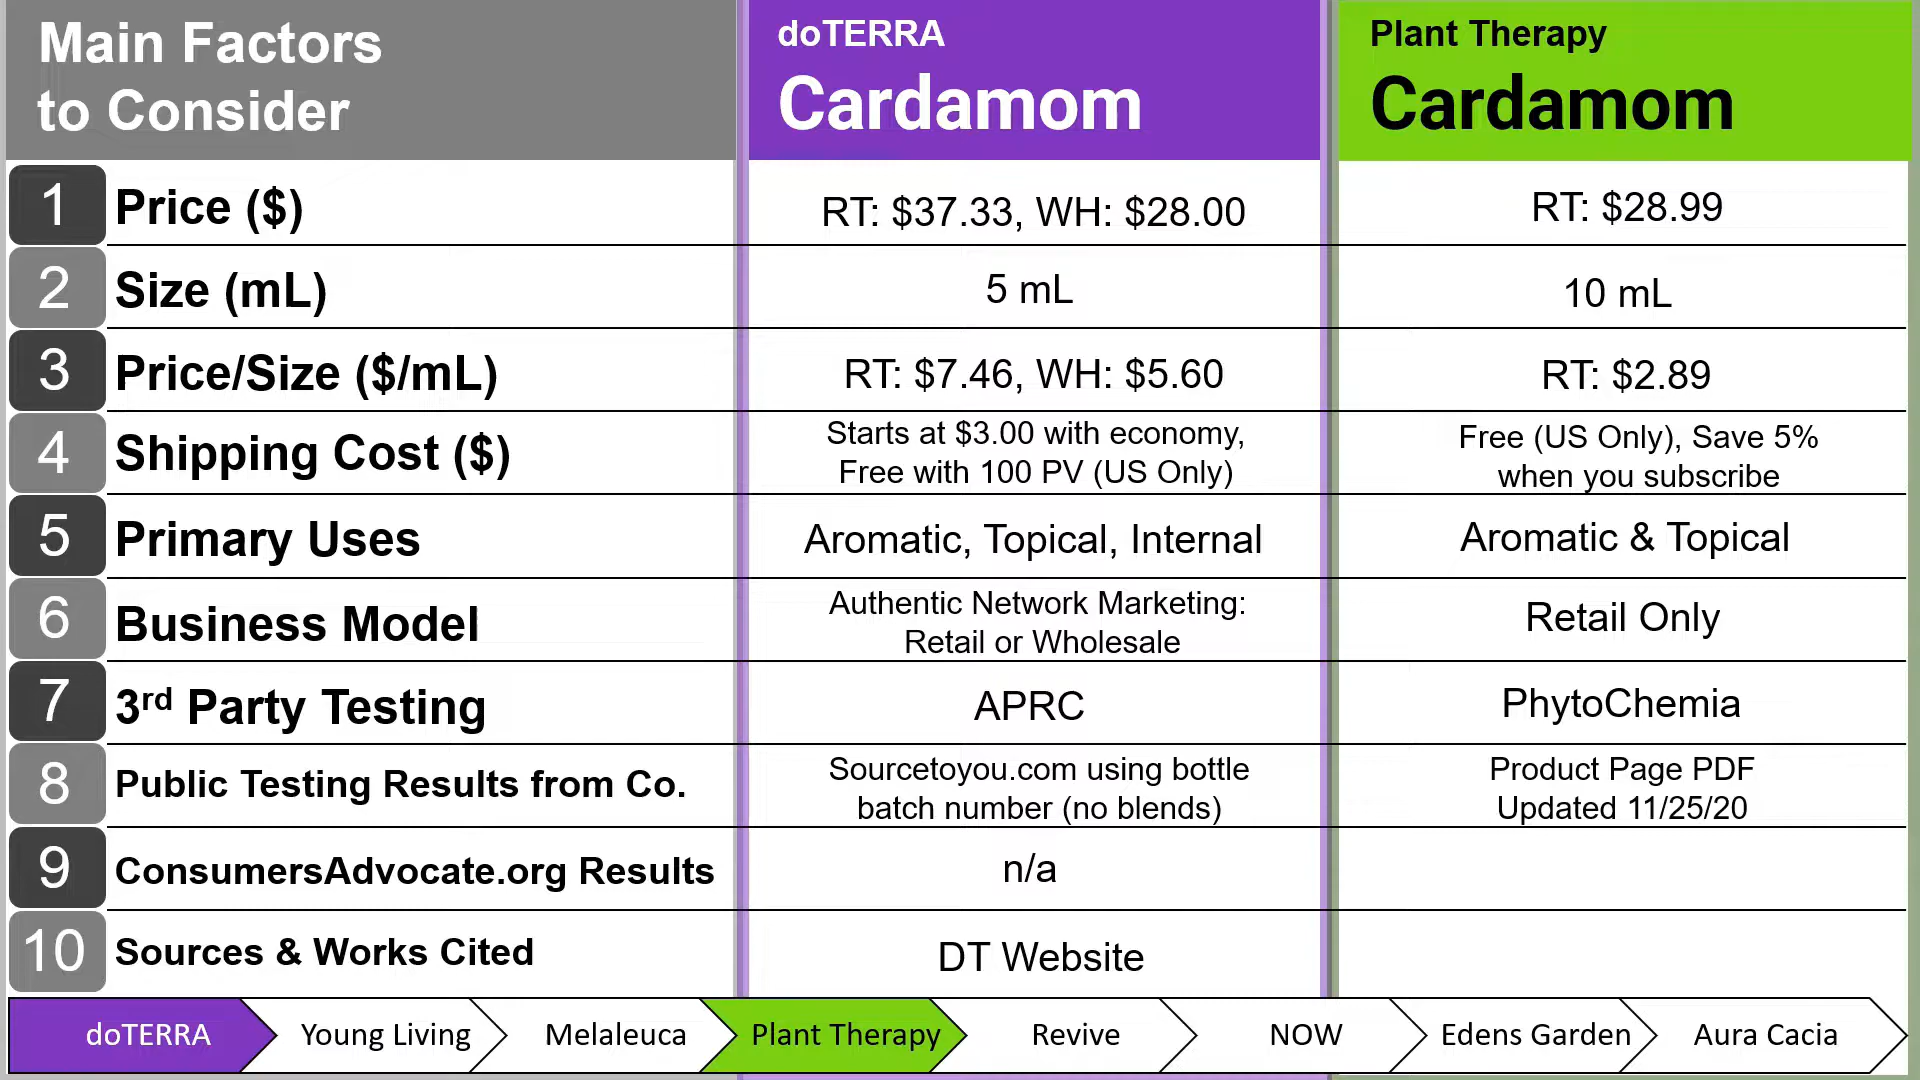 Main Factors
to Consider
doTERRA
Cardamom
Plant Therapy
Cardamom
1 Price ($) RT: $37.33, WH: $28.00 RT: $28.99
2 Size (mL) 5 mL 10 mL
3 Price/Size ($/mL) RT: $7.46, WH: $5.60 RT: $2.89
4 Shipping Cost ($)
Starts at $3.00 with economy,
Free with 100 PV (US Only)
Free (US Only), Save 5%
when you subscribe
5 Primary Uses Aromatic, Topical, Internal Aromatic & Topical
6 Business Model
Authentic Network Marketing:
Retail or Wholesale
Retail Only
7 3rd Party Testing APRC PhytoChemia
8 Public Testing Results from Co.
Sourcetoyou.com using bottle
batch number (no blends)
Product Page PDF
Updated 11/25/20
9 ConsumersAdvocate.org Results n/a
10 Sources & Works Cited DT Website
doTERRA Young Living Melaleuca Plant Therapy Revive NOW Edens Garden Aura Cacia